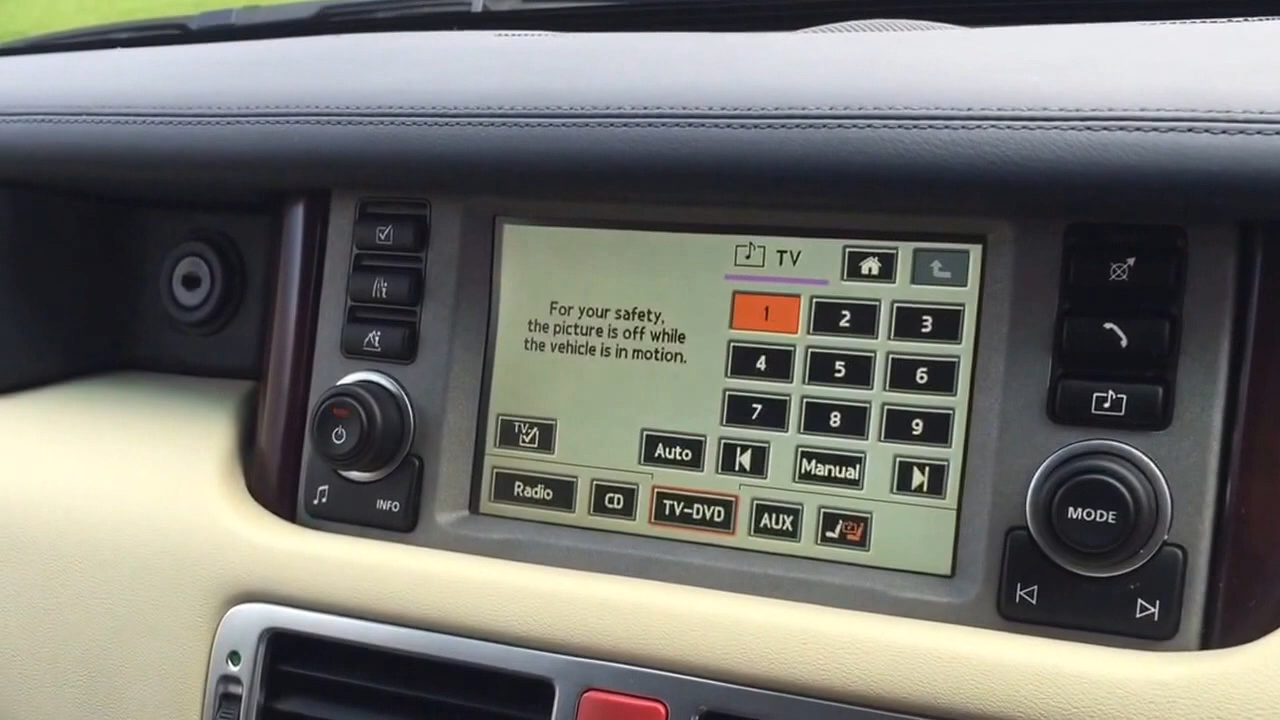 TV
For your safety,
the picture is off while
the vehicle is in motion.
1 2 3
4 5 6
7 8 9
TV
Auto Manual
Radio CD TV-DVD AUX
INFO
MODE